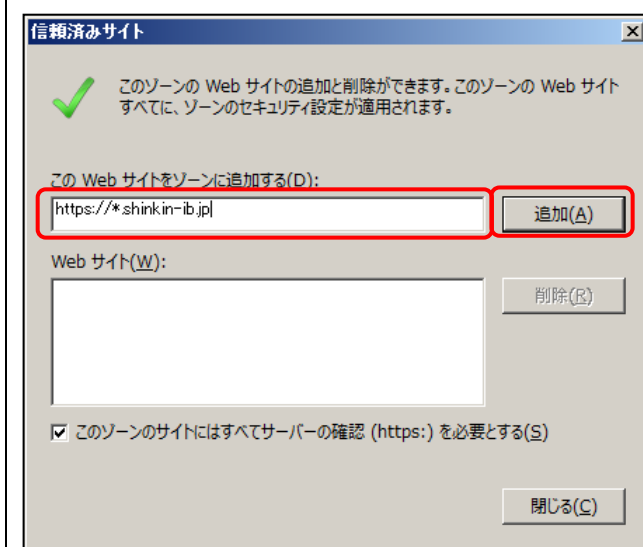 信頼済みサイト
このゾーンの Web サイトの追加と削除ができます。このゾーンの Web サイト
すべてに、ゾーンのセキュリティ設定が適用されます。
この Web サイトをゾーンに追加する(D):
https://*.shinkin-ib.jp
追加(A)
Web サイト(W):
削除(R)
このゾーンのサイトにはすべてサーバーの確認 (https:) を必要とする(S)
閉じる(C)